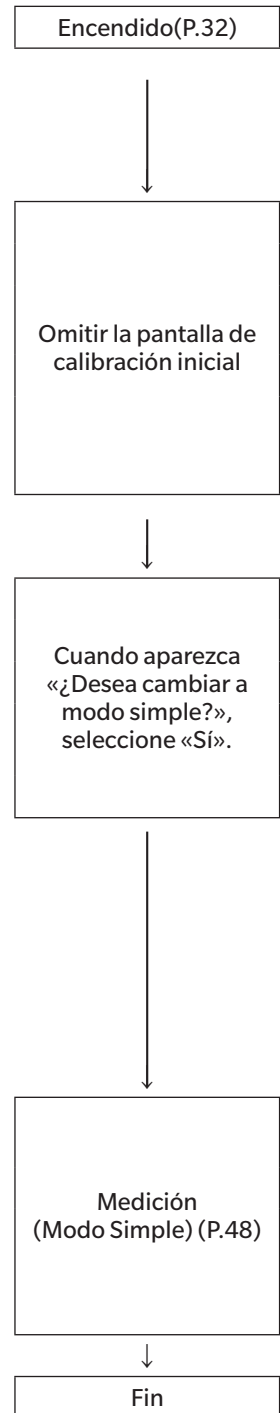 Encendido(P.32)
Omitir la pantalla de
calibración inicial
Cuando aparezca
«¿Desea cambiar a
modo simple?»,
seleccione «Sí».
Medición
(Modo Simple) (P.48)
Fin